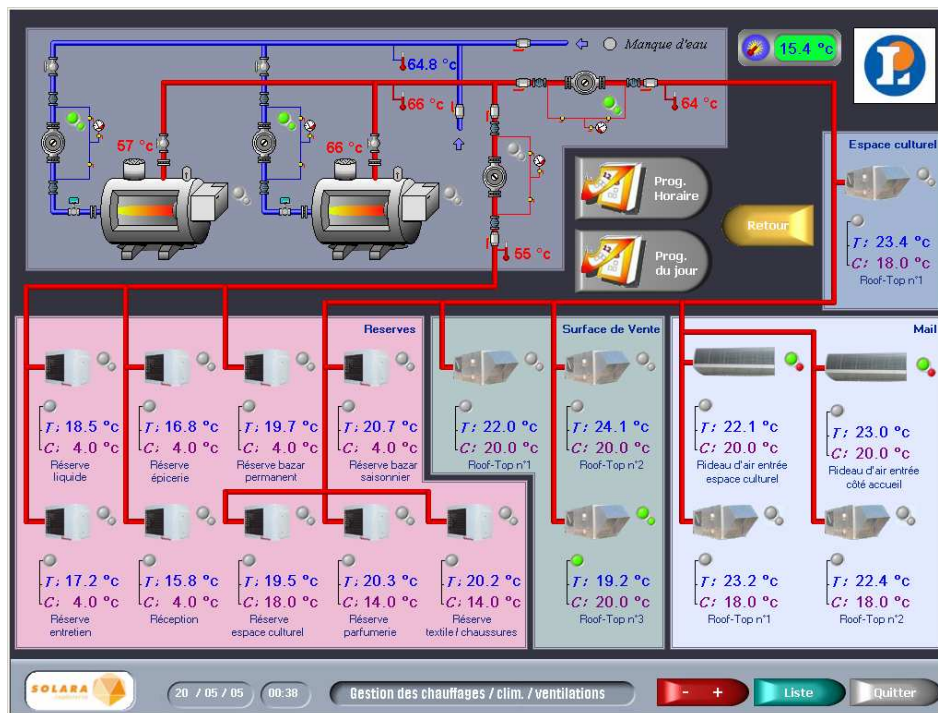 Manque d'eau
15.4 °c
64.8 °c
66 °c
64 °c
57 °c
66 °c
55 °c
Prog.
Horaire
Prog.
du jour
Retour
Espace culturel
T: 23.4 °c
C: 18.0 °c
Roof-Top n°1
Reserves
T: 18.5 °c
C: 4.0 °c
Réserve
liquide
T: 16.8 °c
C: 4.0 °c
Réserve
épicerie
T: 19.7 °c
C: 4.0 °c
Réserve bazar
permanent
T: 20.7 °c
C: 4.0 °c
Réserve bazar
saisonnier
T: 17.2 °c
C: 4.0 °c
Réserve
entretien
T: 15.8 °c
C: 4.0 °c
Réception
T: 19.5 °c
C: 18.0 °c
Réserve
espace culturel
T: 20.3 °c
C: 14.0 °c
Réserve
parfumerie
T: 20.2 °c
C: 14.0 °c
Réserve
textile / chaussures
Surface de Vente
T: 22.0 °c
C: 20.0 °c
Roof-Top n°1
T: 24.1 °c
C: 20.0 °c
Roof-Top n°2
T: 19.2 °c
C: 20.0 °c
Roof-Top n°3
Mail
T: 22.1 °c
C: 20.0 °c
Rideau d'air entrée
espace culturel
T: 23.0 °c
C: 20.0 °c
Rideau d'air entrée
côté accueil
T: 23.2 °c
C: 18.0 °c
Roof-Top n°1
T: 22.4 °c
C: 18.0 °c
Roof-Top n°2
SOLARA
20 / 05 / 05
00:38
Gestion des chauffages / clim. / ventilations
- +
Liste
Quitter